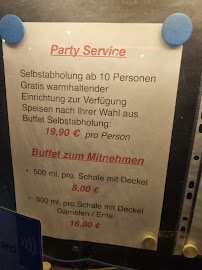 Party Service
Selbstabholung ab 10 Personen
Gratis warmhaltender
Einrichtung zur Verfügung
Speisen nach Ihrer Wahl aus
Buffet Selbstabholung:
19,90 € pro Person
Buffet zum Mitnehmen
• 500 ml. pro. Schale mit Deckel
8,00 €
• 500 ml. pro Schale mit Deckel
Garnelen / Ente
16,00 €